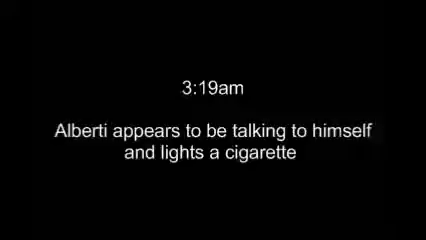 3:19am
Alberti appears to be talking to himself
and lights a cigarette